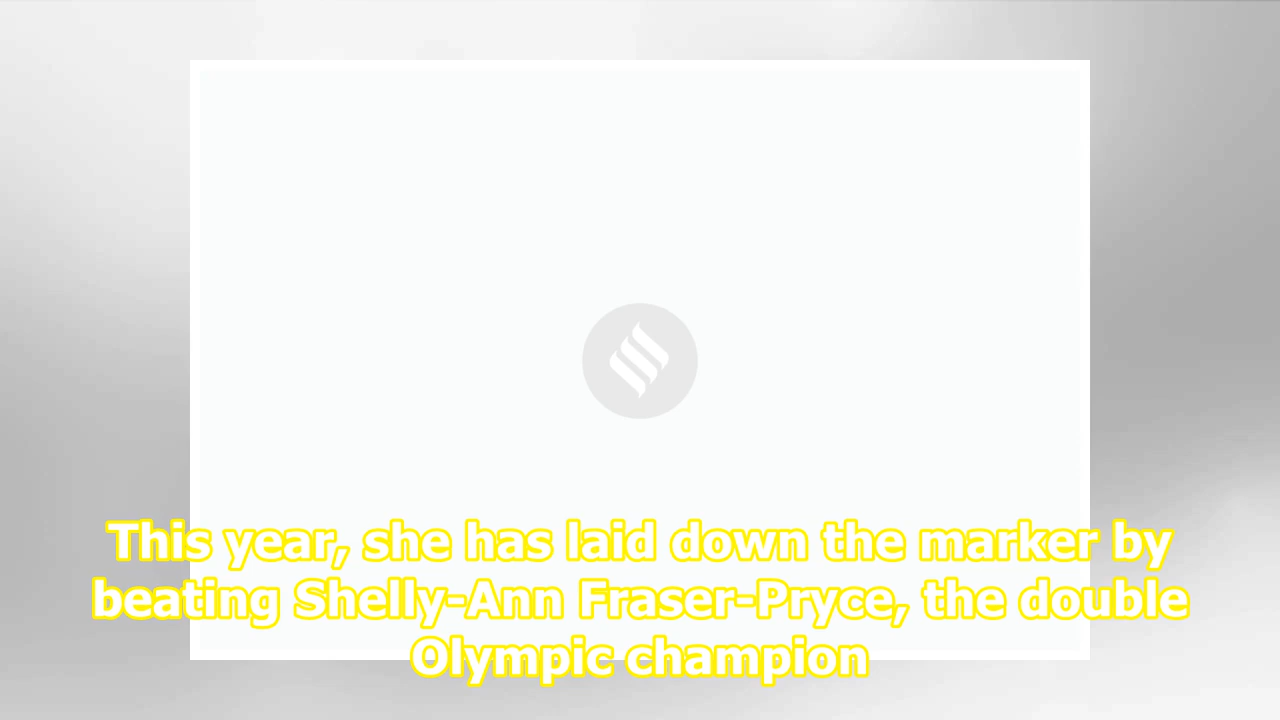 This year, she has laid down the marker by
beating Shelly-Ann Fraser-Pryce, the double
Olympic champion